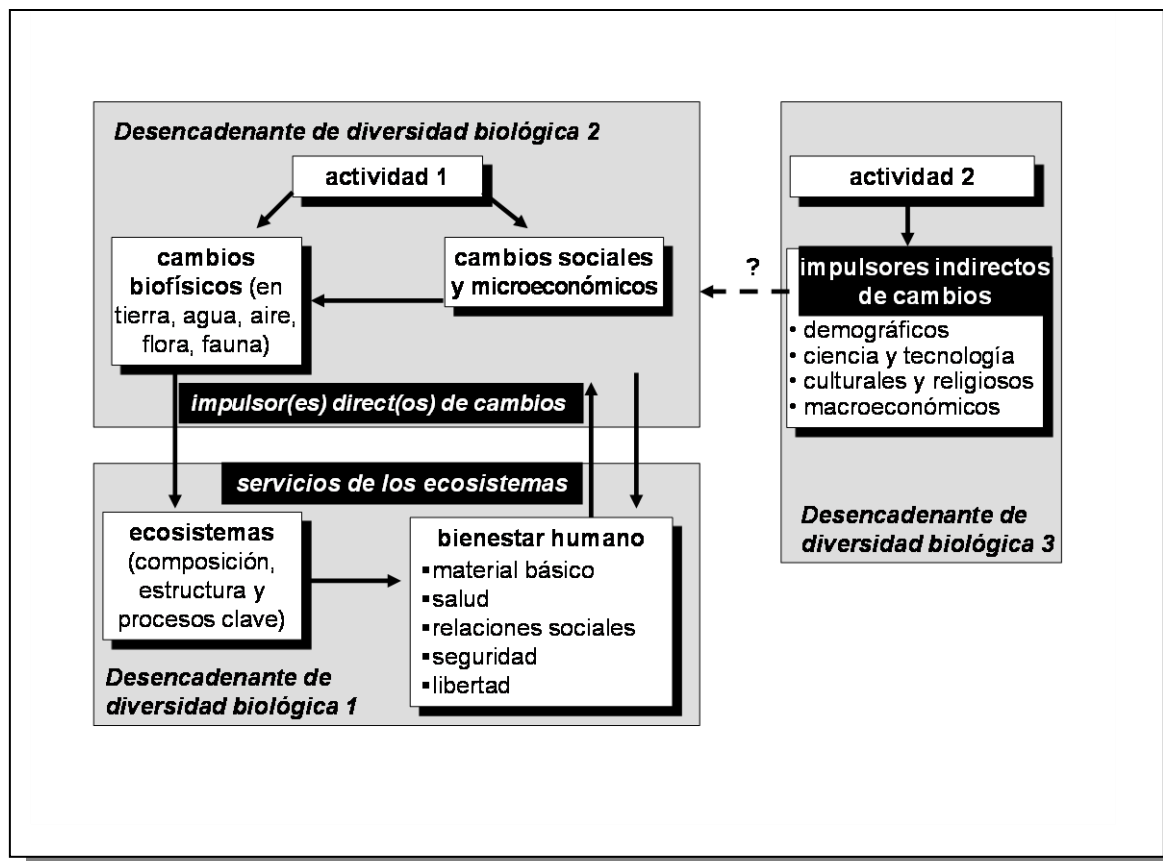 Desencadenante de diversidad biológica 2
actividad 1
cambios
biofísicos (en
tierra, agua, aire,
flora, fauna)
cambios sociales
y microeconómicos
impulsor(es) direct(os) de cambios
?
actividad 2
impulsores indirectos
de cambios
• demográficos
• ciencia y tecnología
• culturales y religiosos
• macroeconómicos
Desencadenante de
diversidad biológica 3
servicios de los ecosistemas
ecosistemas
(composición,
estructura y
procesos clave)
bienestar humano
▪material básico
▪salud
▪relaciones sociales
▪seguridad
▪libertad
Desencadenante de
diversidad biológica 1